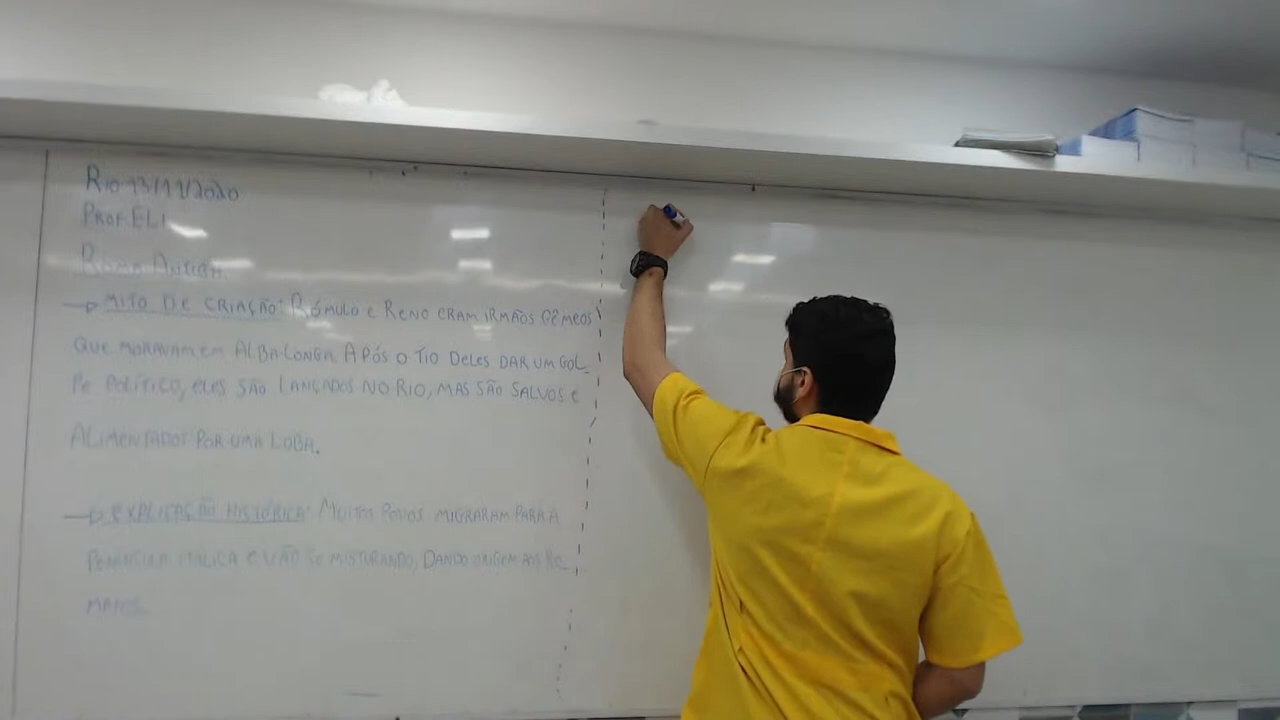 Rio 13/11/2020
PROF ELI
ROMA ANTIGA
MITO DE CRIAÇÃO: RÔMULO e RENO ERAM IRMÃOS GÊMEOS
QUE MORAVAM EM ALBA LONGA. APÓS O TIO DELES DAR UM GOL-
PE POLÍTICO, ELES SÃO LANÇADOS NO RIO, MAS SÃO SALVOS E
ALIMENTADOS POR UMA LOBA.
EXPLICAÇÃO HISTÓRICA: MUITOS POVOS MIGRARAM PARA A
PENÍNSULA ITÁLICA E VÃO SE MISTURANDO, DANDO ORIGEM AOS RO-
MANOS.